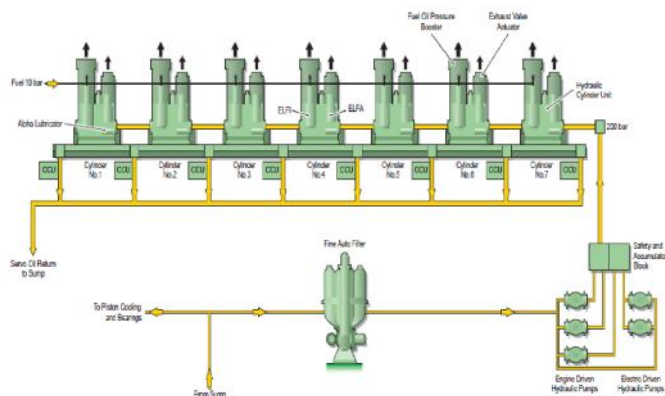 Fuel Oil Pressure
Booster
Exhaust Valve
Actuator
Fuel 10 bar
Hydraulic
Cylinder Unit
Alpha Lubricator
ELFI
ELFA
200 bar
CCU
Cylinder
No.1
CCU
Cylinder
No.2
CCU
Cylinder
No.3
CCU
Cylinder
No.4
CCU
Cylinder
No.5
CCU
Cylinder
No.6
CCU
Cylinder
No.7
Servo Oil Return
to Sump
Fine Auto Filter
Safety and
Accumulator
Block
To Piston Cooling
and Bearings
From Sump
Engine Driven
Hydraulic Pumps
Electric Driven
Hydraulic Pumps